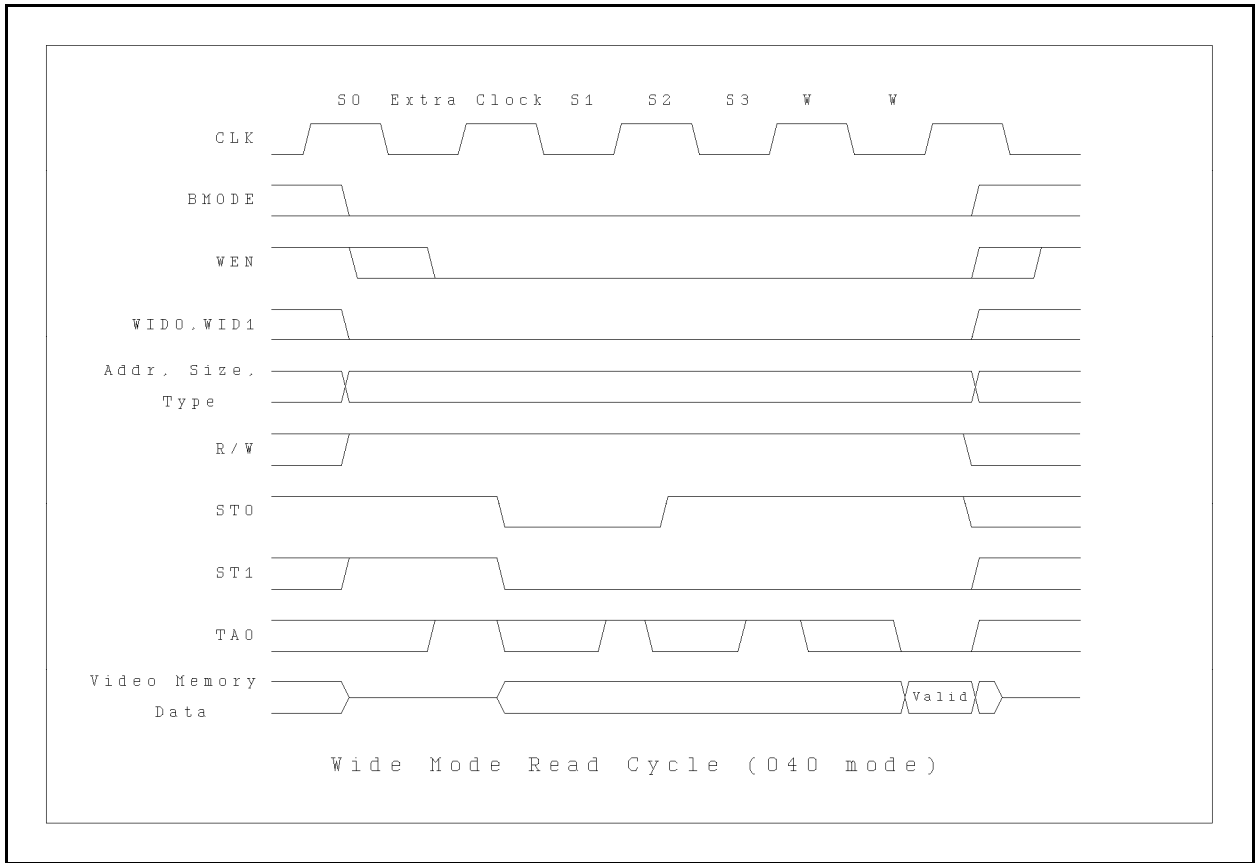 S0 Extra Clock S1 S2 S3 W W
CLK
BMODE
WEN
WID0,WID1
Addr, Size,
Type
R/W
ST0
ST1
TA0
Video Memory
Data
Valid
Wide Mode Read Cycle (040 mode)